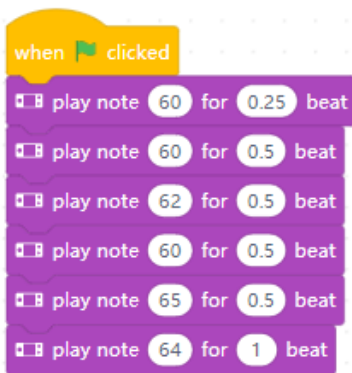 when clicked
play note 60 for 0.25 beat
play note 60 for 0.5 beat
play note 62 for 0.5 beat
play note 60 for 0.5 beat
play note 65 for 0.5 beat
play note 64 for 1 beat